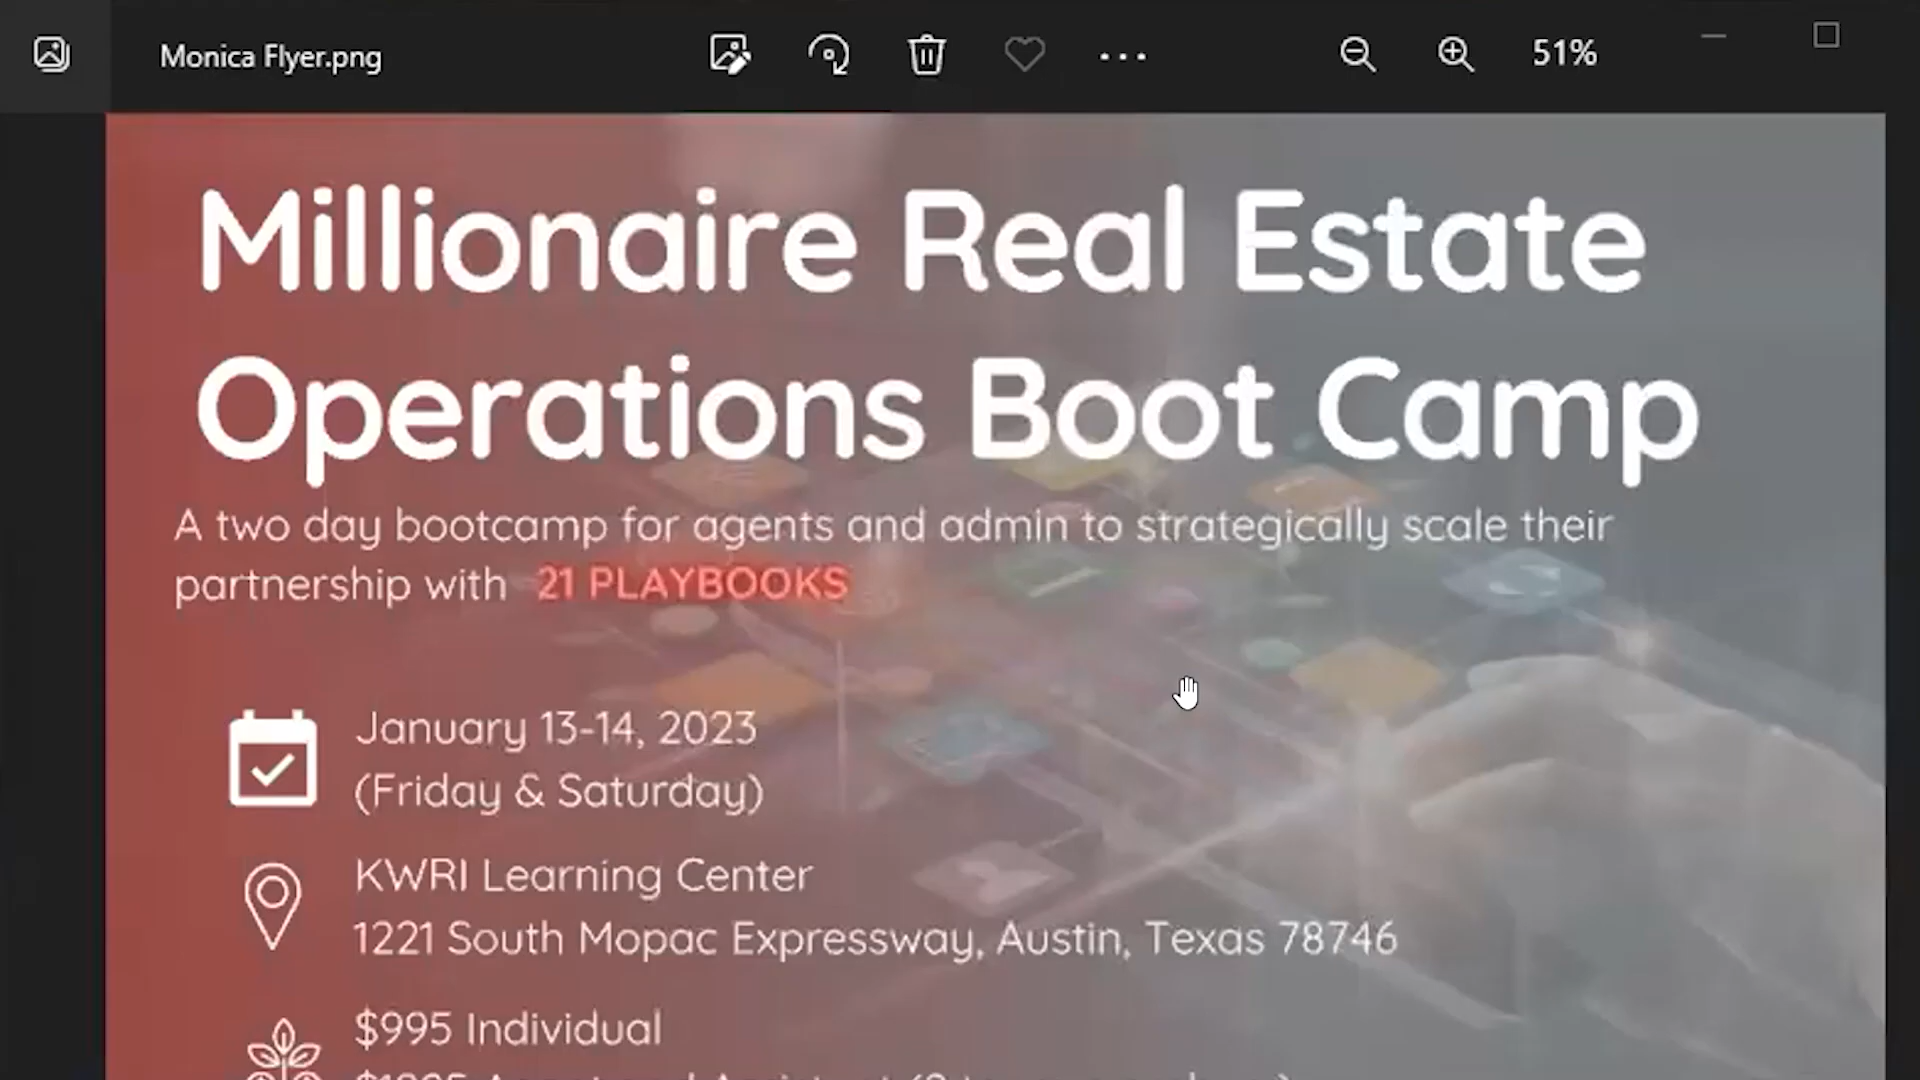 Monica Flyer.png
51%
Millionaire Real Estate
Operations Boot Camp
A two day bootcamp for agents and admin to strategically scale their
partnership with 21 PLAYBOOKS
January 13-14, 2023
(Friday & Saturday)
KWRI Learning Center
1221 South Mopac Expressway, Austin, Texas 78746
$995 Individual